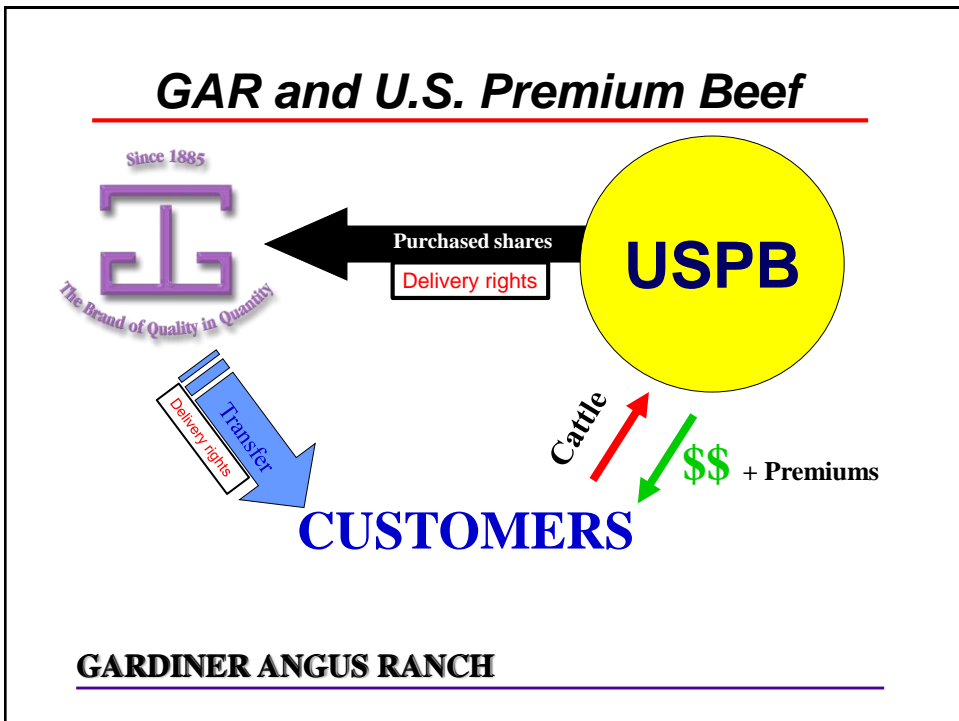 GAR and U.S. Premium Beef
Since 1885
The Brand of Quality in Quantity
Purchased shares
Delivery rights
USPB
Transfer
Delivery rights
Cattle
$$ + Premiums
CUSTOMERS
GARDINER ANGUS RANCH